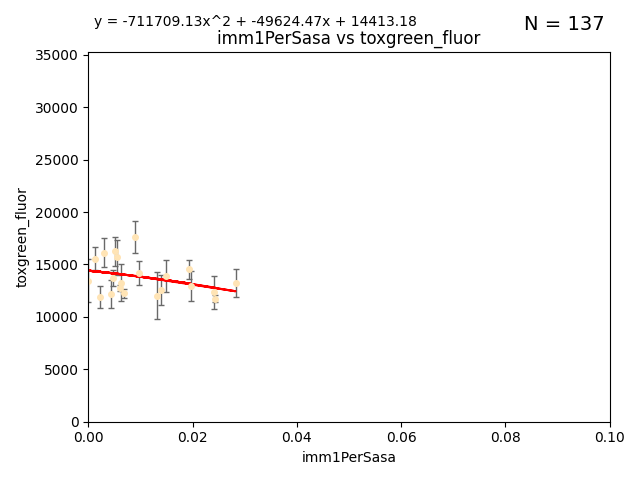 y = -711709.13x^2 + -49624.47x + 14413.18
N = 137
imm1PerSasa vs toxgreen_fluor
35000
30000
25000
20000
15000
10000
5000
0
toxgreen_fluor
0.00 0.02 0.04 0.06 0.08 0.10
imm1PerSasa